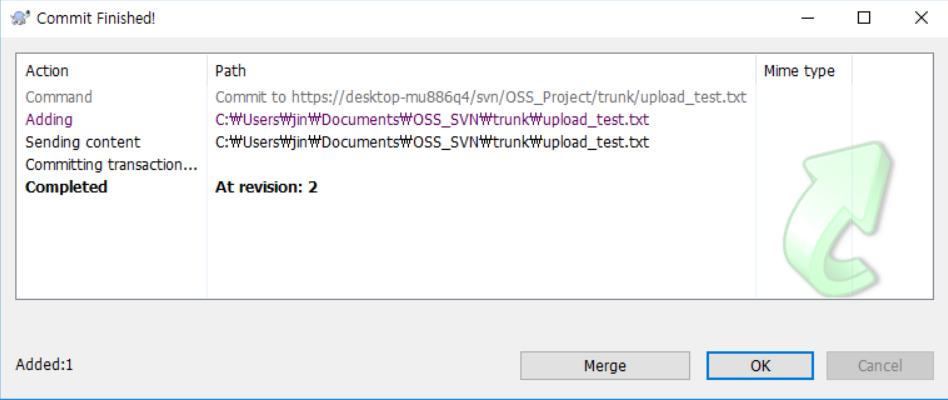 Commit Finished!
Action Path Mime type
Command Commit to https://desktop-mu886q4/svn/OSS_Project/trunk/upload_test.txt
Adding C:₩Users₩jin₩Documents₩OSS_SVN₩trunk₩upload_test.txt
Sending content C:₩Users₩jin₩Documents₩OSS_SVN₩trunk₩upload_test.txt
Committing transaction...
Completed At revision: 2
Added:1 Merge OK Cancel